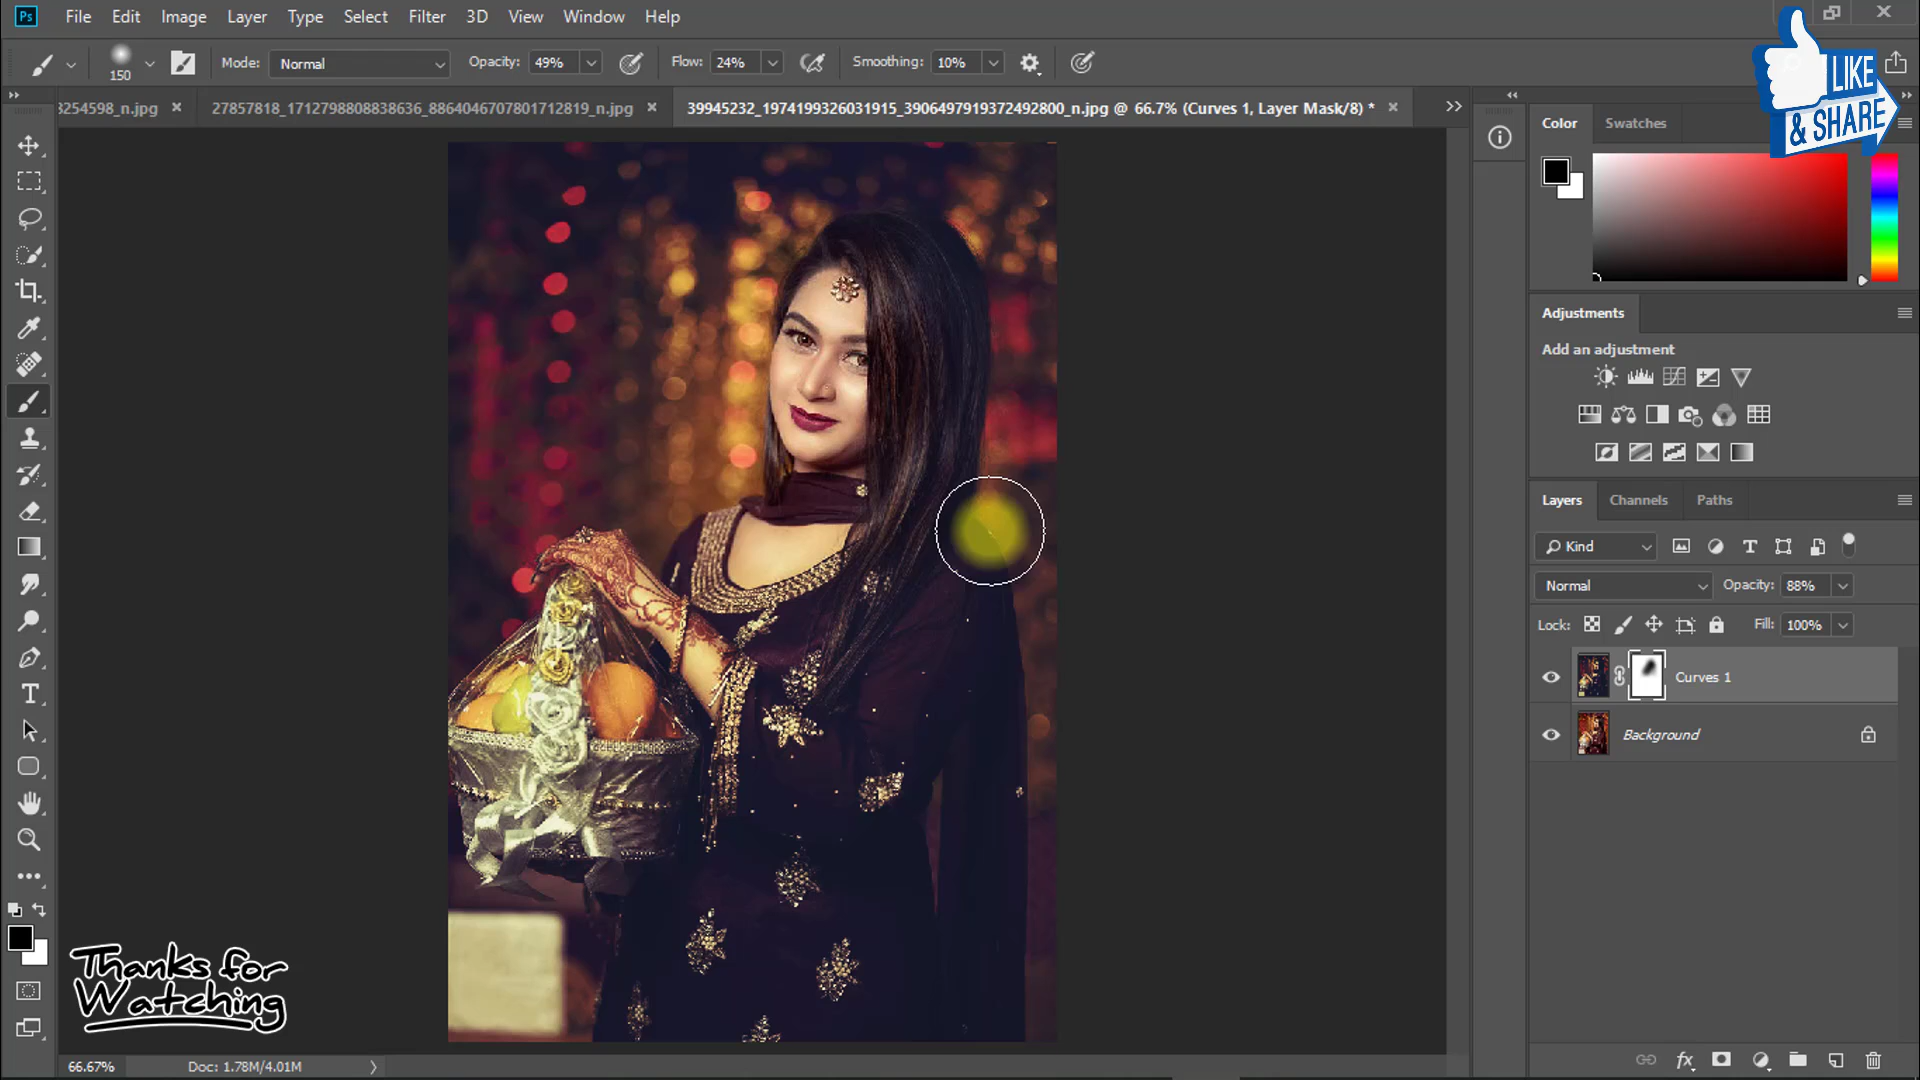 Ps File Edit Image Layer Type Select Filter 3D View Window Help
150 Mode: Normal Opacity: 49% Flow: 24% Smoothing: 10%
LIKE
& SHARE
3254598_n.jpg × 27857818_1712798808838636_8864046707801712819_n.jpg × 39945232_1974199326031915_3906497919372492800_n.jpg @ 66.7% (Curves 1, Layer Mask/8) * ×
Color Swatches
Adjustments
Add an adjustment
Layers Channels Paths
Kind
Normal Opacity: 88%
Lock: Fill: 100%
Curves 1
Background
Thanks for
Watching
66.67% Doc: 1.78M/4.01M
fx